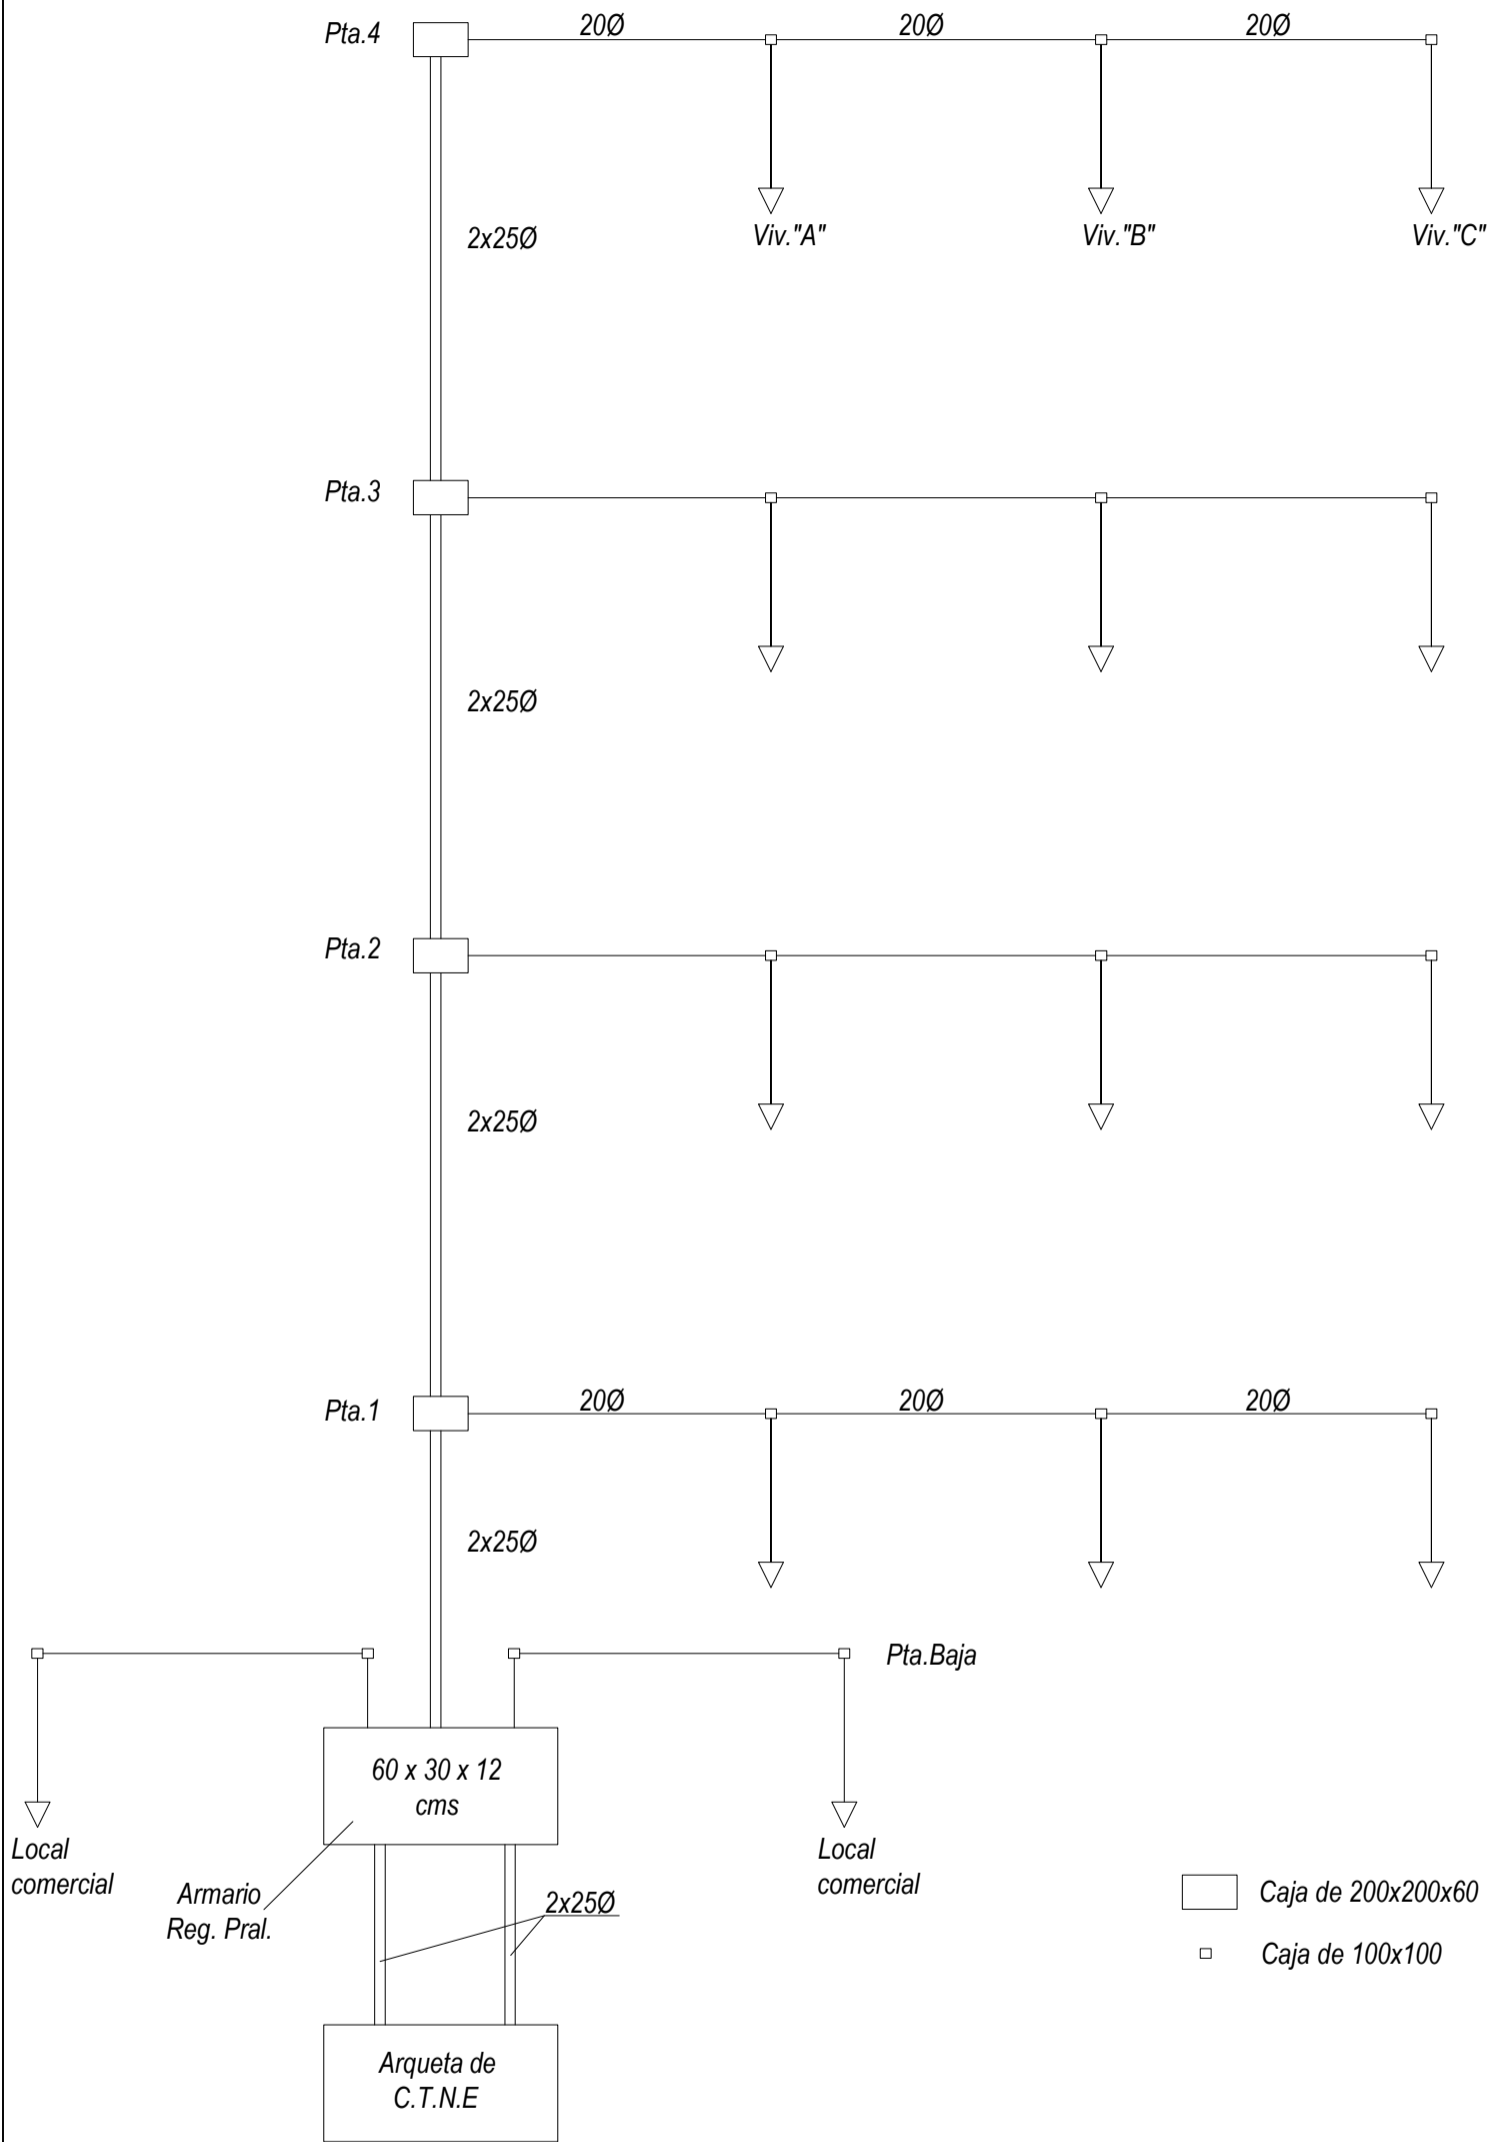 Pta.4
20Ø
20Ø
20Ø
2x25Ø
Viv."A"
Viv."B"
Viv."C"
Pta.3
2x25Ø
Pta.2
2x25Ø
Pta.1
20Ø
20Ø
20Ø
2x25Ø
Pta.Baja
60 x 30 x 12
cms
Local
comercial
Local
comercial
Armario
Reg. Pral.
2x25Ø
Caja de 200x200x60
Caja de 100x100
Arqueta de
C.T.N.E